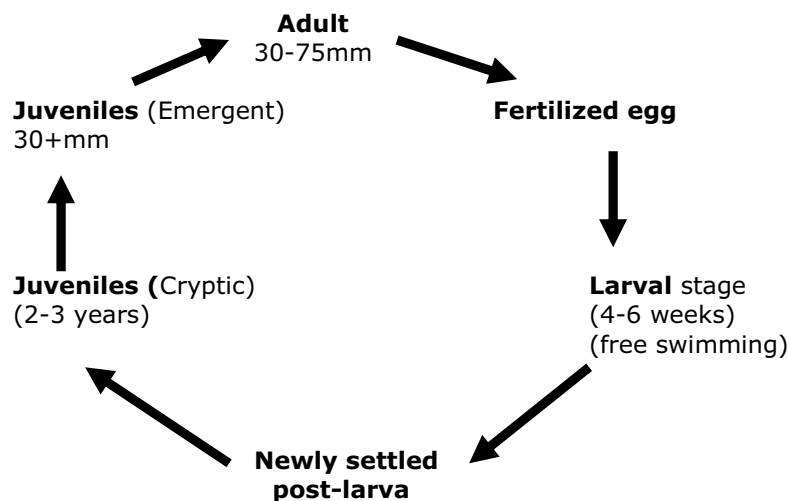 Adult
30-75mm
Fertilized egg
Larval stage
(4-6 weeks)
(free swimming)
Newly settled
post-larva
Juveniles (Cryptic)
(2-3 years)
Juveniles (Emergent)
30+mm